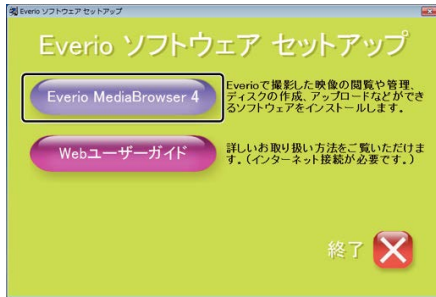 Everio ソフトウェア セットアップ
Everio ソフトウェア セットアップ
Everio MediaBrowser 4
Everioで撮影した映像の閲覧や管理、
ディスクの作成、アップロードなどができ
るソフトウェアをインストールします。
Webユーザーガイド
詳しいお取り扱い方法をご覧いただけま
す。(インターネット接続が必要です。)
終了